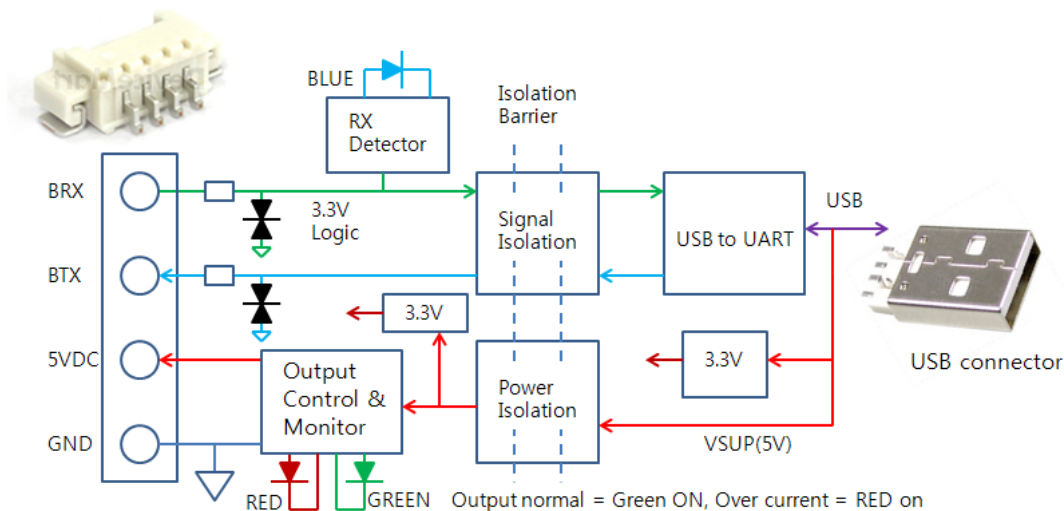 BLUE
RX
Detector
Isolation
Barrier
BRX
3.3V
Logic
Signal
Isolation
USB to UART
USB
BTX
3.3V
5VDC
Output
Control &
Monitor
Power
Isolation
3.3V
USB connector
GND
VSUP(5V)
RED
GREEN
Output normal = Green ON, Over current = RED on